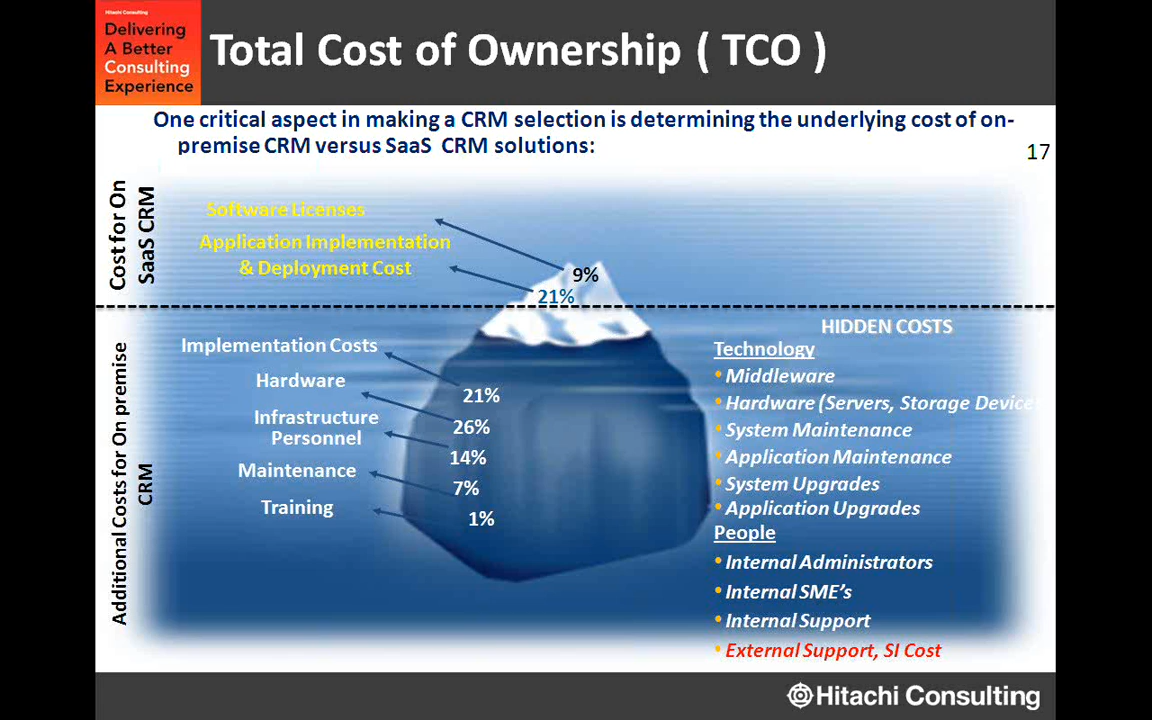 Hitachi Consulting
Delivering
A Better
Consulting
Experience
Total Cost of Ownership ( TCO )
One critical aspect in making a CRM selection is determining the underlying cost of on-
premise CRM versus SaaS CRM solutions:
17
Cost for On
SaaS CRM
Software Licenses
Application Implementation
& Deployment Cost
9%
21%
Additional Costs for On premise
CRM
Implementation Costs
Hardware
Infrastructure
Personnel
Maintenance
Training
21%
26%
14%
7%
1%
HIDDEN COSTS
Technology
• Middleware
• Hardware (Servers, Storage Device
• System Maintenance
• Application Maintenance
• System Upgrades
• Application Upgrades
People
• Internal Administrators
• Internal SME's
• Internal Support
• External Support, SI Cost
Hitachi Consulting